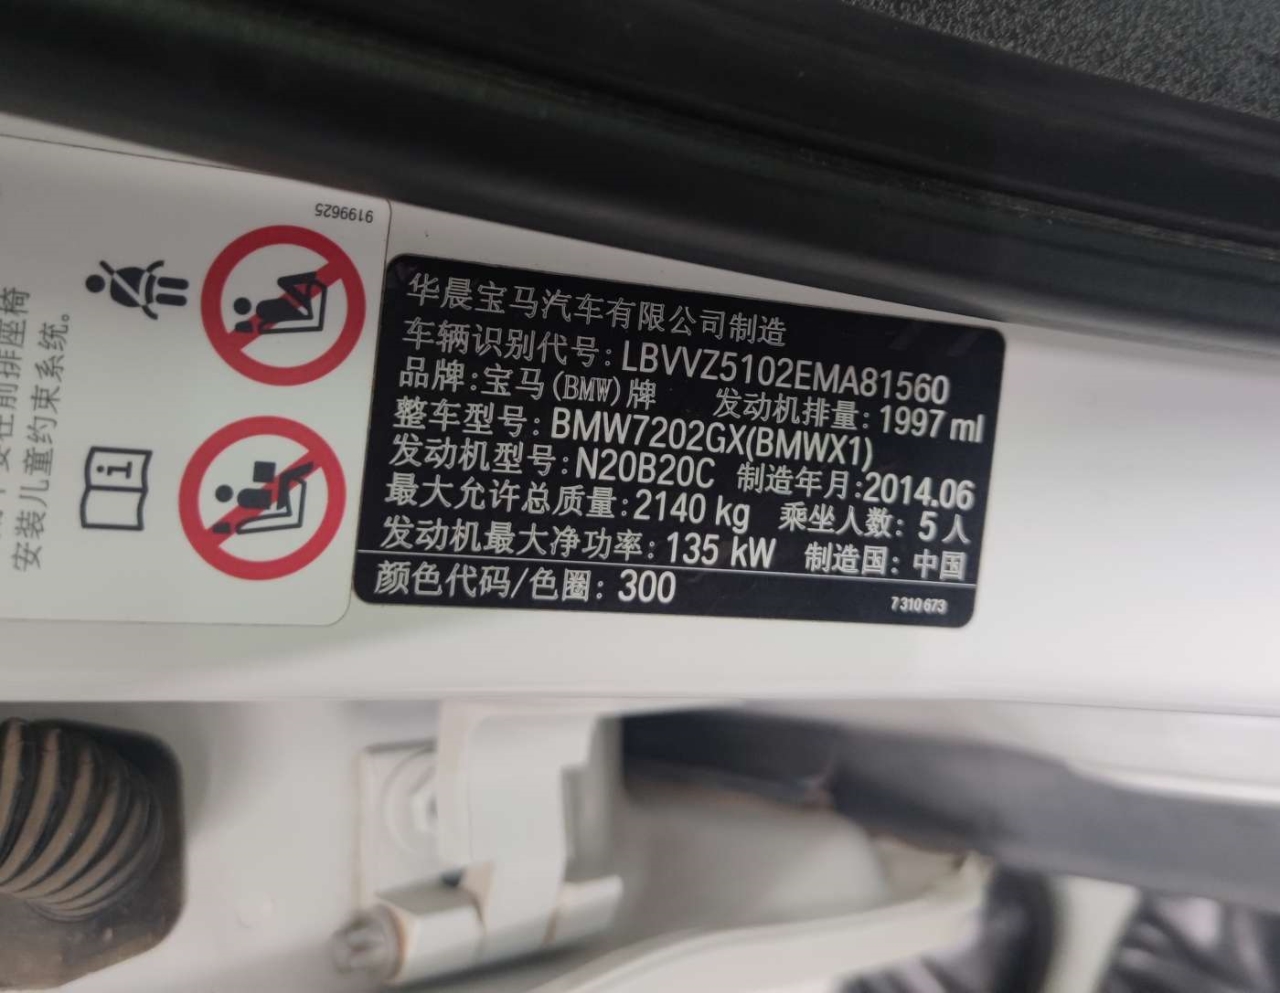 9199625
安装儿童约束系统。
华晨宝马汽车有限公司制造
车辆识别代号: LBVVZ5102EMA81560
品牌:宝马(BMW)牌 发动机排量: 1997 ml
整车型号: BMW7202GX(BMWX1)
发动机型号:N20B20C 制造年月:2014.06
最大允许总质量:2140 kg 乘坐人数: 5人
发动机最大净功率: 135 kW 制造国: 中国
颜色代码/色圈: 300
7 310 673